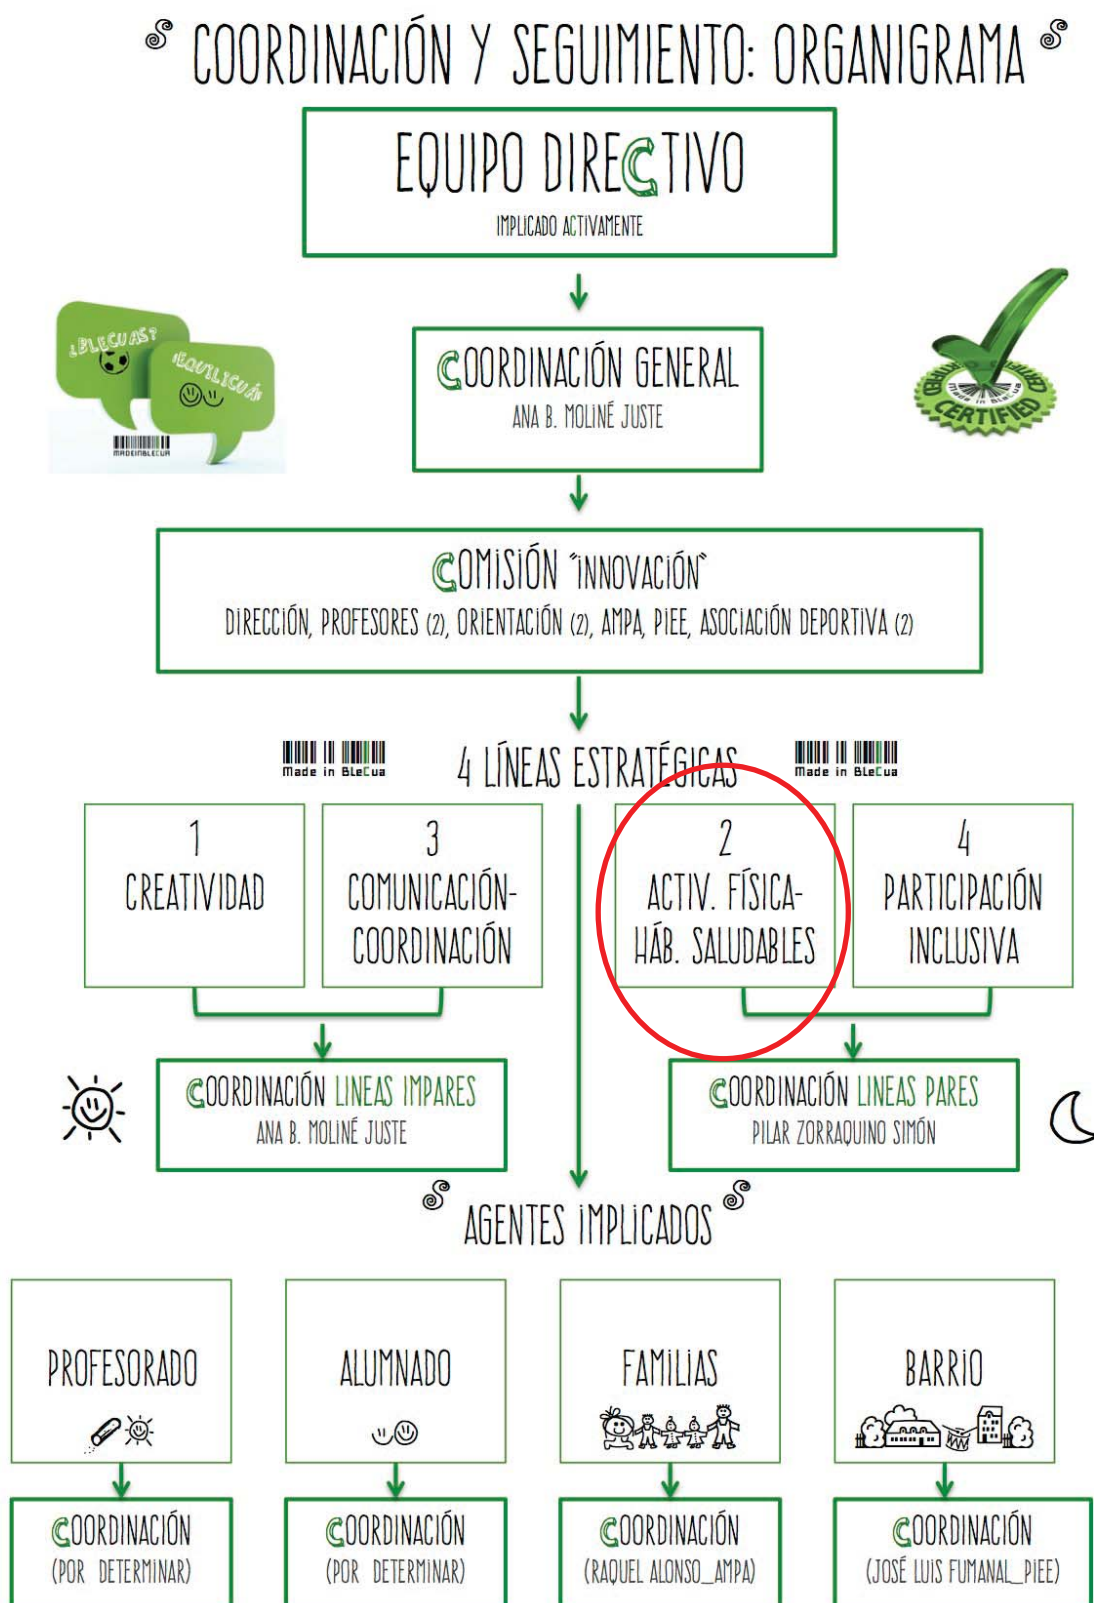 COORDINACIÓN Y SEGUIMIENTO: ORGANIGRAMA
EQUIPO DIRECTIVO
IMPLICADO ACTIVAMENTE
¿BLECUAS?
¡EQUILICUÁ!
MADEINBLECUA
COORDINACIÓN GENERAL
ANA B. MOLINÉ JUSTE
Made in BleCua
CERTIFIED
COMISIÓN "INNOVACIÓN"
DIRECCIÓN, PROFESORES (2), ORIENTACIÓN (2), AMPA, PIEE, ASOCIACIÓN DEPORTIVA (2)
Made in BleCua
4 LÍNEAS ESTRATÉGICAS
Made in BleCua
1
CREATIVIDAD
3
COMUNICACIÓN-
COORDINACIÓN
2
ACTIV. FÍSICA-
HÁB. SALUDABLES
4
PARTICIPACIÓN
INCLUSIVA
COORDINACIÓN LINEAS IMPARES
ANA B. MOLINÉ JUSTE
COORDINACIÓN LINEAS PARES
PILAR ZORRAQUINO SIMÓN
AGENTES IMPLICADOS
PROFESORADO
ALUMNADO
FAMILIAS
BARRIO
COORDINACIÓN
(POR DETERMINAR)
COORDINACIÓN
(POR DETERMINAR)
COORDINACIÓN
(RAQUEL ALONSO_AMPA)
COORDINACIÓN
(JOSÉ LUIS FUMANAL_PIEE)